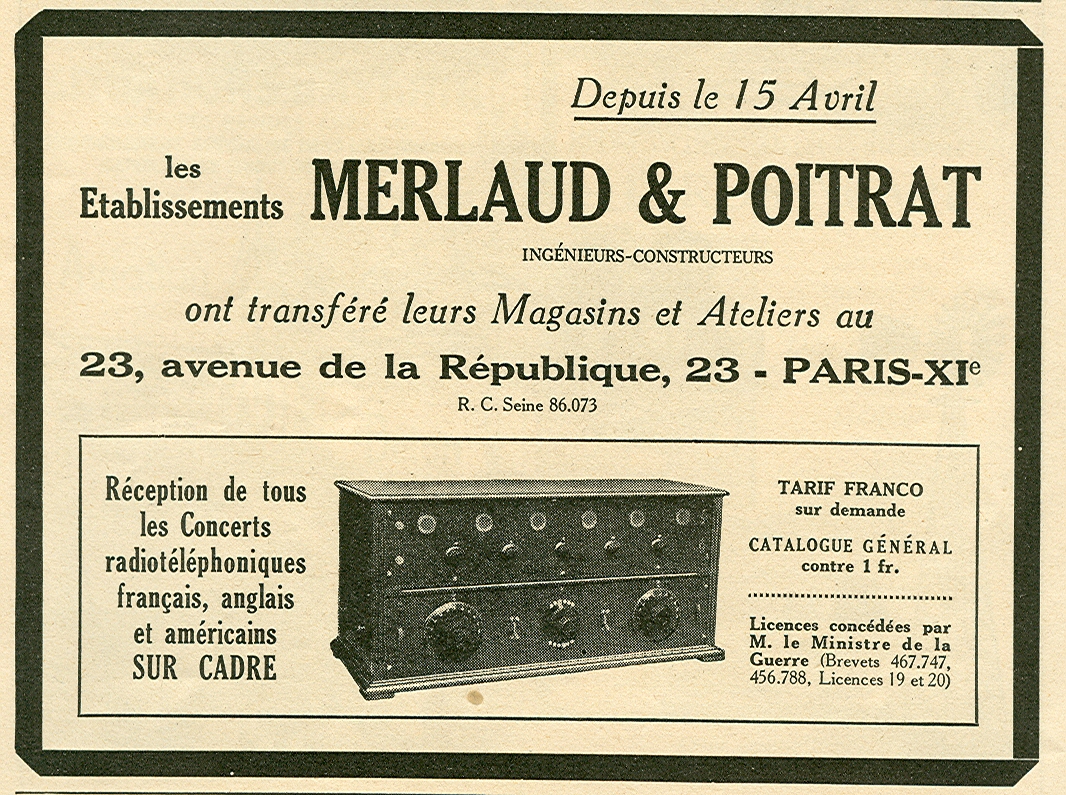 Depuis le 15 Avril
les
Etablissements MERLAUD & POITRAT
INGÉNIEURS-CONSTRUCTEURS
ont transféré leurs Magasins et Ateliers au
23, avenue de la République, 23 - PARIS-XIe
R. C. Seine 86.073
Réception de tous
les Concerts
radiotéléphoniques
français, anglais
et américains
SUR CADRE
TARIF FRANCO
sur demande
CATALOGUE GÉNÉRAL
contre 1 fr.
Licences concédées par
M. le Ministre de la
Guerre (Brevets 467.747,
456.788, Licences 19 et 20)